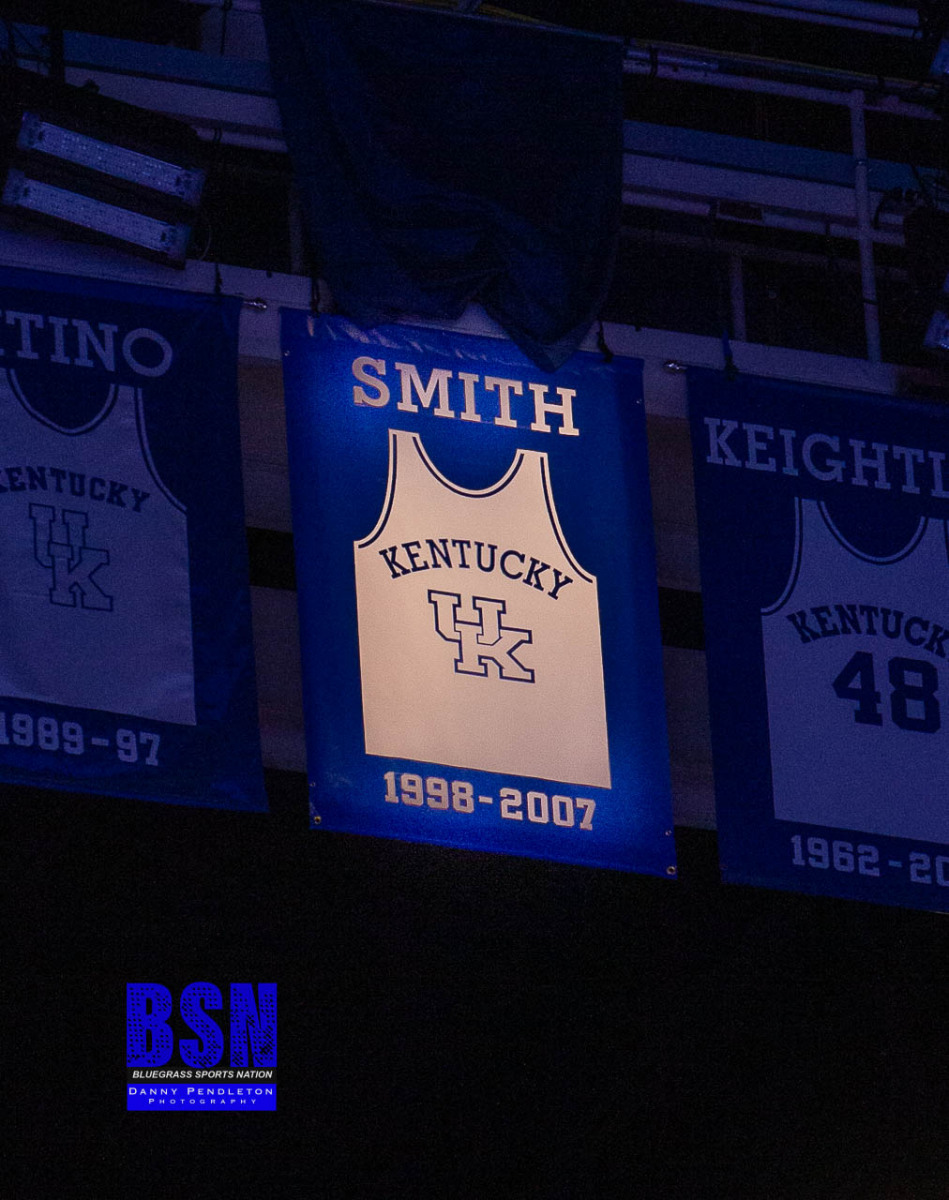 TINO
KENTUCKY
UK
1989-97
SMITH
KENTUCKY
UK
1998-2007
KEIGHTL
KENTUCK
48
1962-20
BSN
BLUEGRASS SPORTS NATION
DANNY PENDLETON
PHOTOGRAPHY